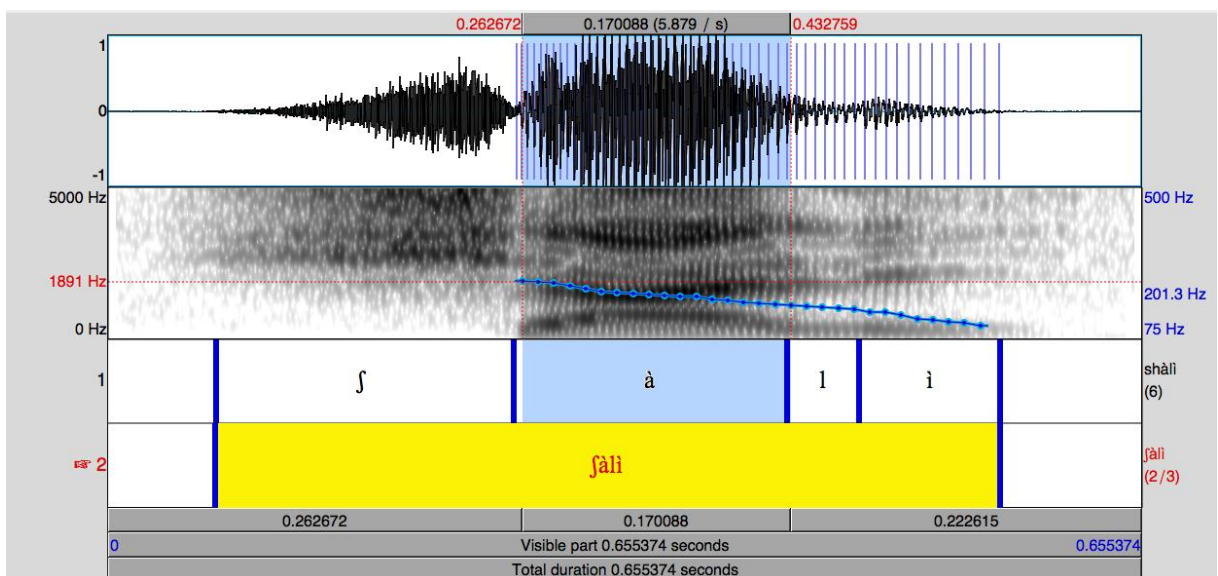 0.262672 0.170088 (5.879 / s) 0.432759
1
0
-1
5000 Hz 500 Hz
1891 Hz 201.3 Hz
0 Hz 75 Hz
1 ʃ à l ì shàlì
(6)
☞ 2 ʃàlì ʃàlì
(2/3)
0.262672 0.170088 0.222615
0 Visible part 0.655374 seconds 0.655374
Total duration 0.655374 seconds